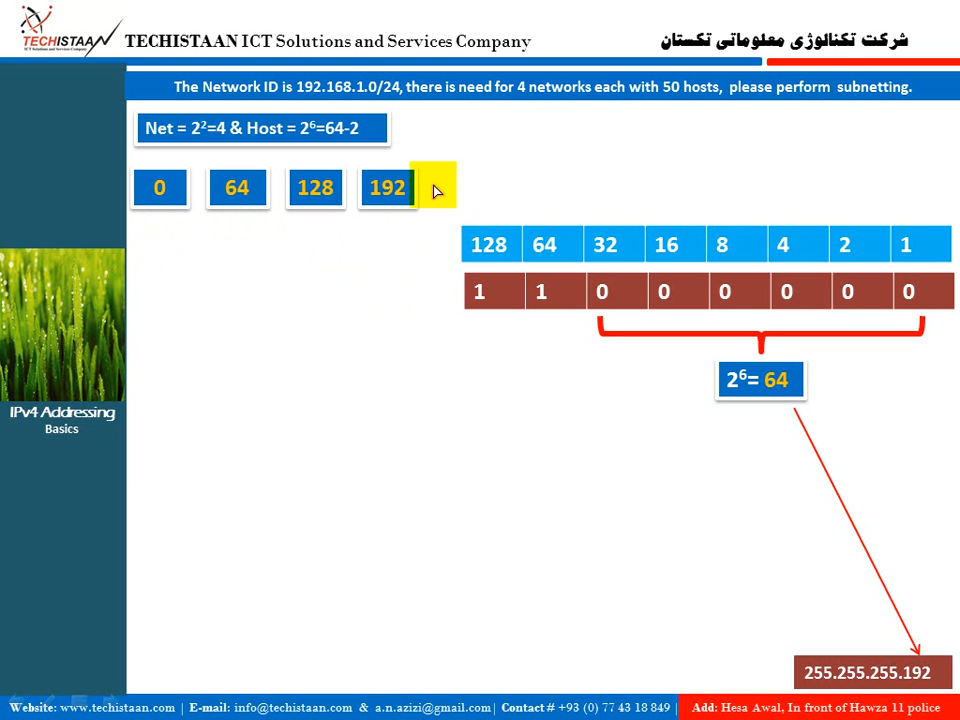 TECHISTAAN
ICT Solutions and Services Company
TECHISTAAN ICT Solutions and Services Company
شرکت تکنالوژی معلوماتی تکستان
The Network ID is 192.168.1.0/24, there is need for 4 networks each with 50 hosts, please perform subnetting.
Net = 2²=4 & Host = 2⁶=64-2
0 64 128 192
128 64 32 16 8 4 2 1
1 1 0 0 0 0 0 0
2⁶= 64
IPv4 Addressing
Basics
255.255.255.192
Website: www.techistaan.com | E-mail: info@techistaan.com & a.n.azizi@gmail.com| Contact # +93 (0) 77 43 18 849 | Add: Hesa Awal, In front of Hawza 11 police